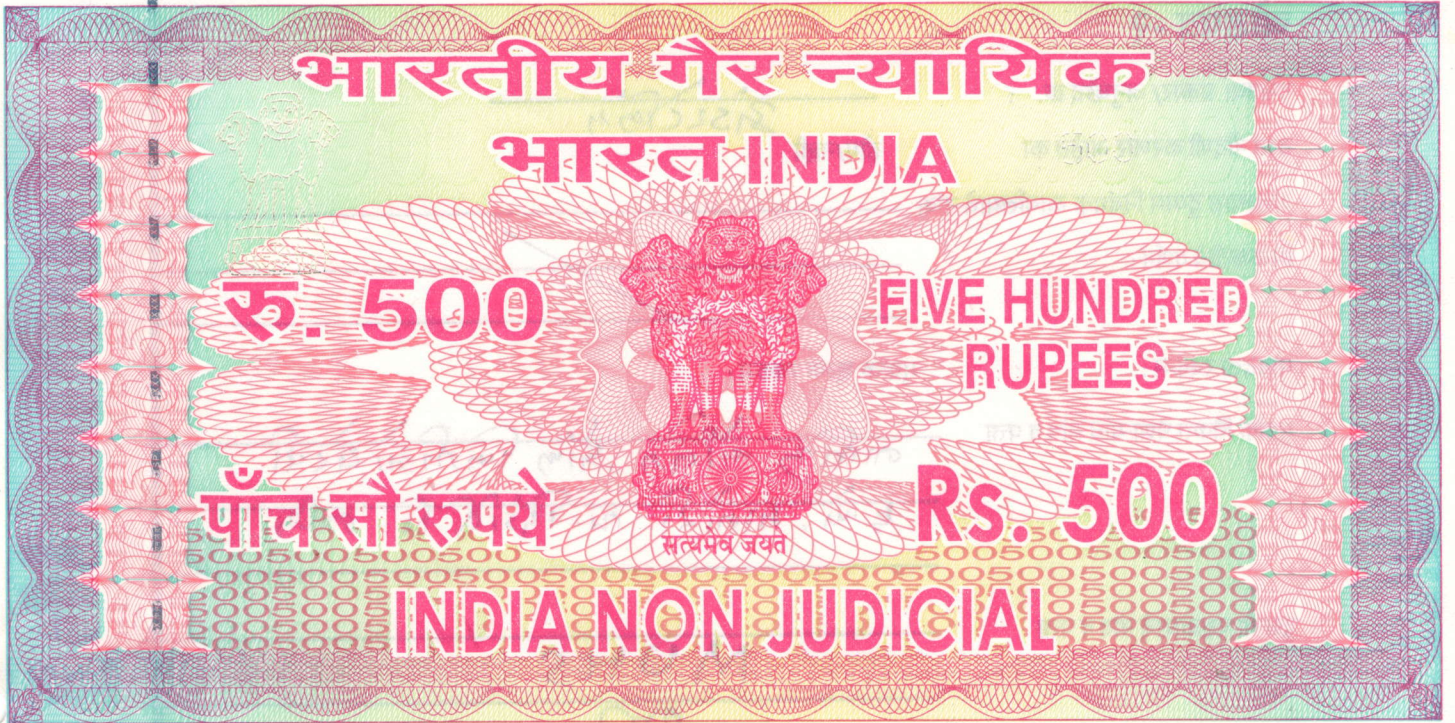 भारतीय गैर न्यायिक
भारत INDIA
रु. 500
FIVE HUNDRED
RUPEES
पाँच सौ रुपये
Rs. 500
सत्यमेव जयते
INDIA NON JUDICIAL